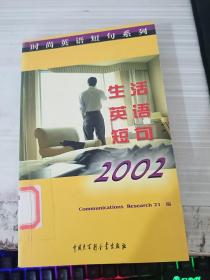 时尚英语短句系列
生活
英语
短句
2002
Communications Research 21 编
中国大百科全书出版社